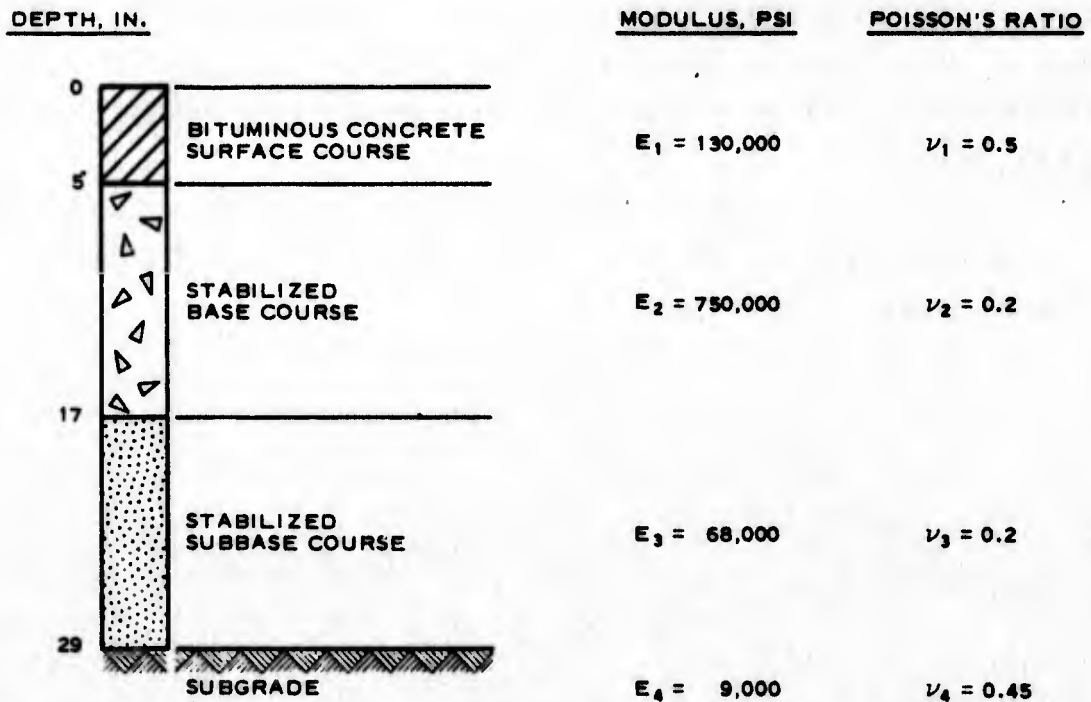 DEPTH, IN. MODULUS, PSI POISSON'S RATIO
0
BITUMINOUS CONCRETE
SURFACE COURSE E₁ = 130,000 ν₁ = 0.5
5
STABILIZED
BASE COURSE E₂ = 750,000 ν₂ = 0.2
17
STABILIZED
SUBBASE COURSE E₃ = 68,000 ν₃ = 0.2
29
SUBGRADE E₄ = 9,000 ν₄ = 0.45